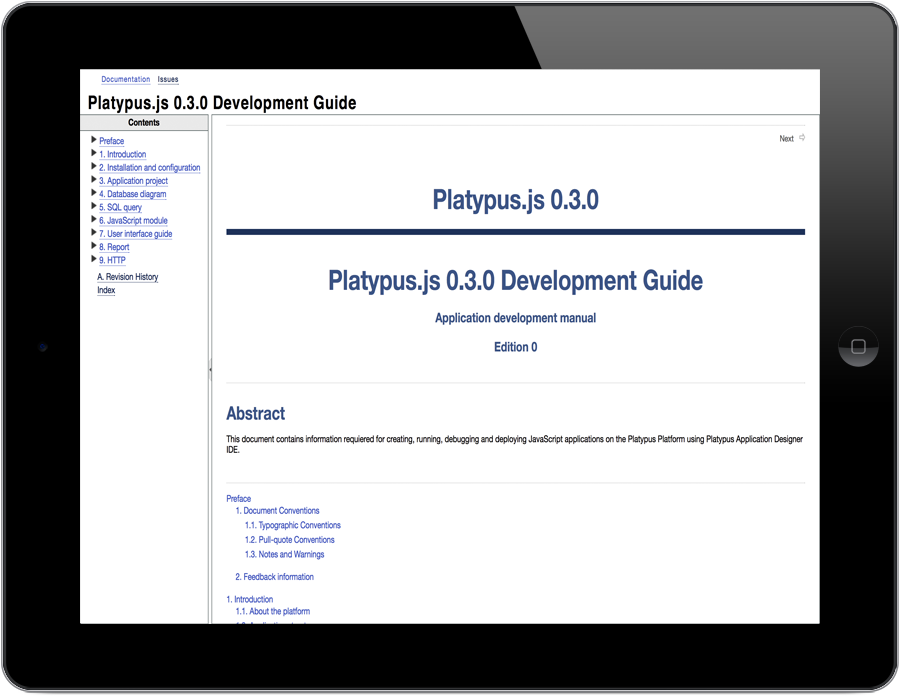 Documentation Issues
Platypus.js 0.3.0 Development Guide
Contents
Preface
1. Introduction
2. Installation and configuration
3. Application project
4. Database diagram
5. SQL query
6. JavaScript module
7. User interface guide
8. Report
9. HTTP
A. Revision History
Index
Next
Platypus.js 0.3.0
Platypus.js 0.3.0 Development Guide
Application development manual
Edition 0
Abstract
This document contains information requiered for creating, running, debugging and deploying JavaScript applications on the Platypus Platform using Platypus Application Designer
IDE.
Preface
1. Document Conventions
1.1. Typographic Conventions
1.2. Pull-quote Conventions
1.3. Notes and Warnings
2. Feedback information
1. Introduction
1.1. About the platform